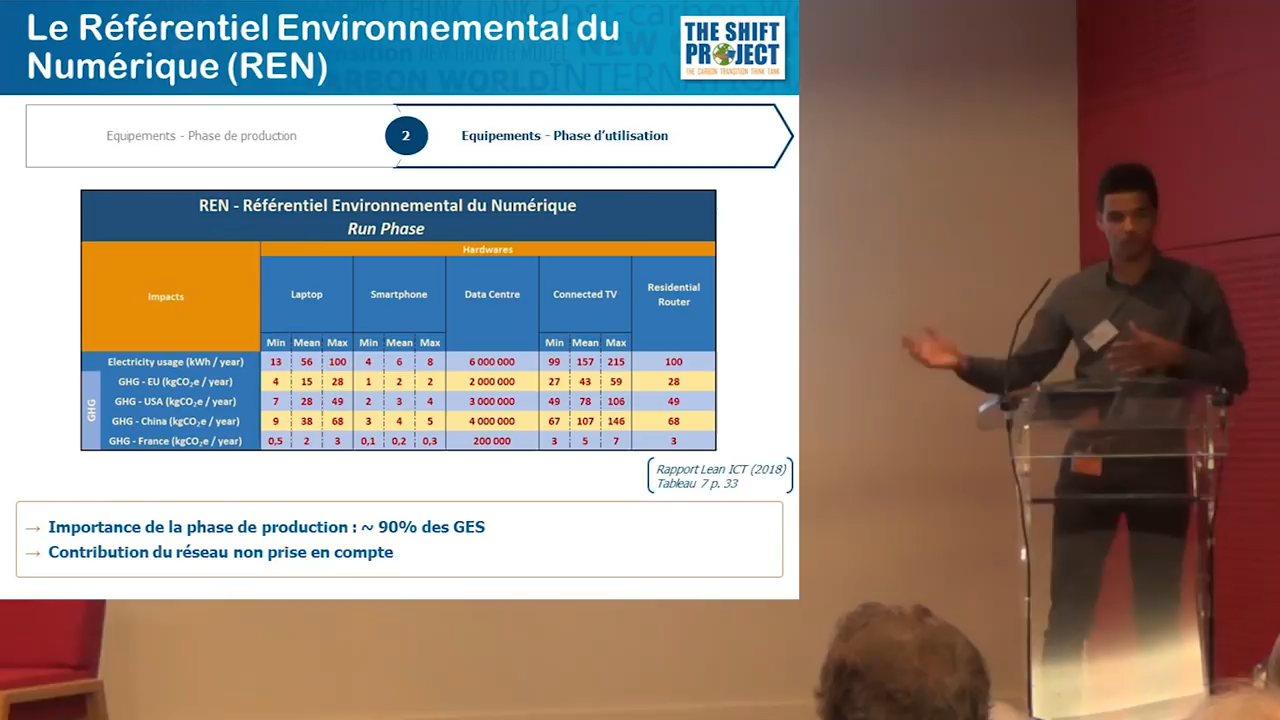 Le Référentiel Environnemental du
Numérique (REN)
THE SHIFT
PROJECT
THE CARBON TRANSITION THINK TANK
Equipements - Phase de production
2
Equipements - Phase d'utilisation
REN - Référentiel Environnemental du Numérique
Run Phase
Impacts
Hardwares
Laptop Smartphone Data Centre Connected TV Residential Router
Min Mean Max Min Mean Max Min Mean Max
Electricity usage (kWh / year) 13 56 100 4 6 8 6 000 000 99 157 215 100
GHG
GHG - EU (kgCO₂e / year) 4 15 28 1 2 2 2 000 000 27 43 59 28
GHG - USA (kgCO₂e / year) 7 28 49 2 3 4 3 000 000 49 78 106 49
GHG - China (kgCO₂e / year) 9 38 68 3 4 5 4 000 000 67 107 146 68
GHG - France (kgCO₂e / year) 0,5 2 3 0,1 0,2 0,3 200 000 3 5 7 3
Rapport Lean ICT (2018)
Tableau 7 p. 33
→ Importance de la phase de production : ~ 90% des GES
→ Contribution du réseau non prise en compte